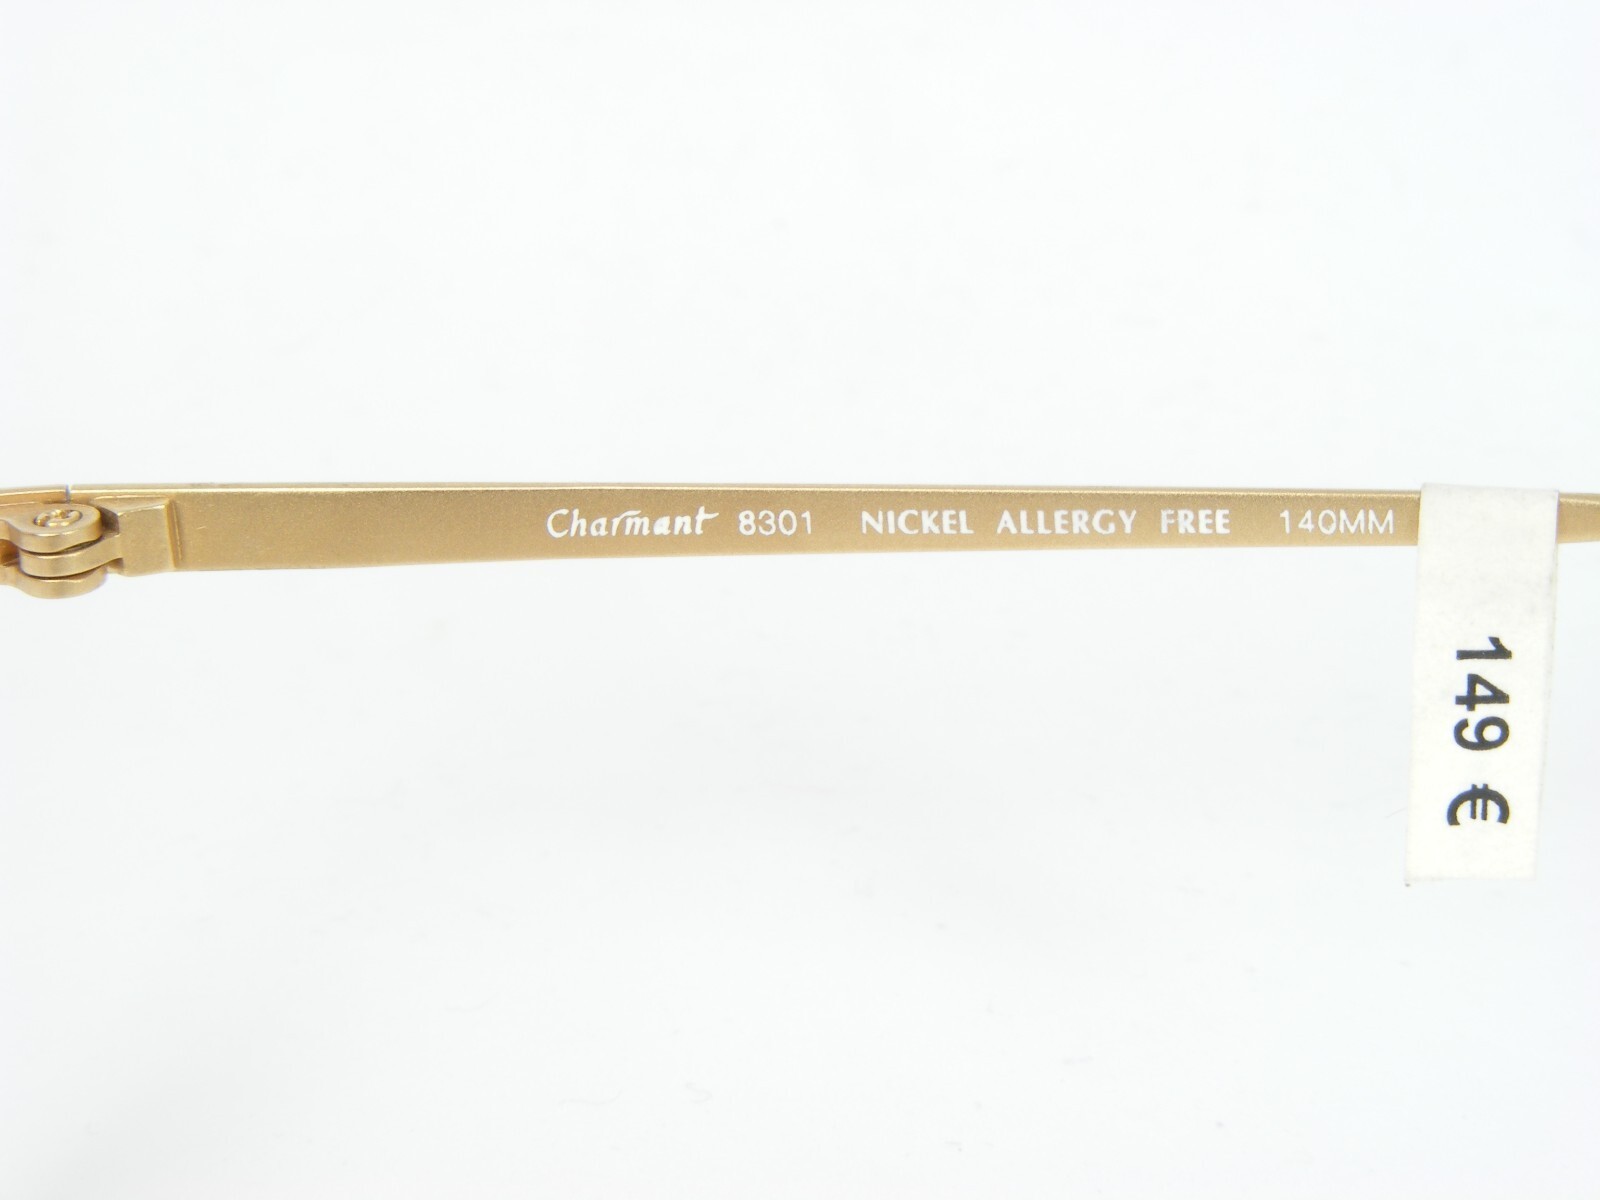 Charmant 8301 NICKEL ALLERGY FREE 140MM
149 €